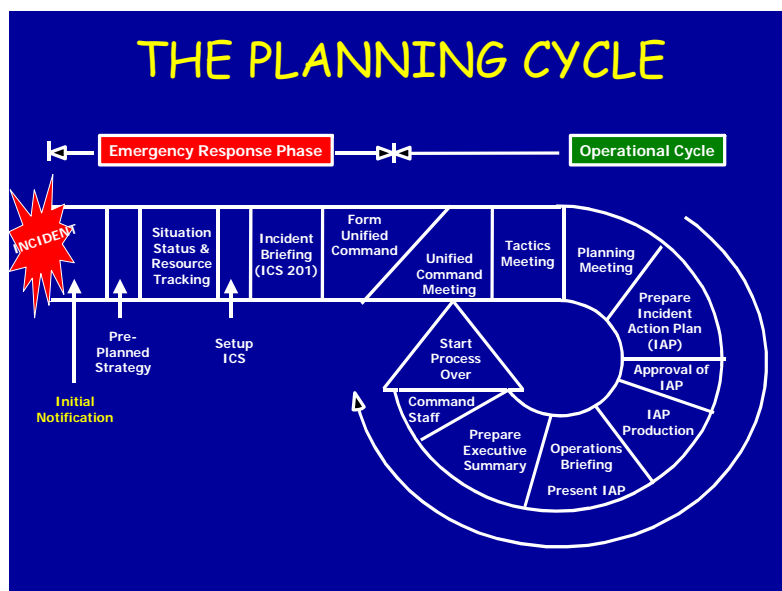 THE PLANNING CYCLE
Emergency Response Phase
Operational Cycle
INCIDENT
Initial
Notification
Pre-
Planned
Strategy
Situation
Status &
Resource
Tracking
Setup
ICS
Incident
Briefing
(ICS 201)
Form
Unified
Command
Unified
Command
Meeting
Tactics
Meeting
Planning
Meeting
Prepare
Incident
Action Plan
(IAP)
Approval of
IAP
IAP
Production
Operations
Briefing
Present IAP
Prepare
Executive
Summary
Command
Staff
Start
Process
Over